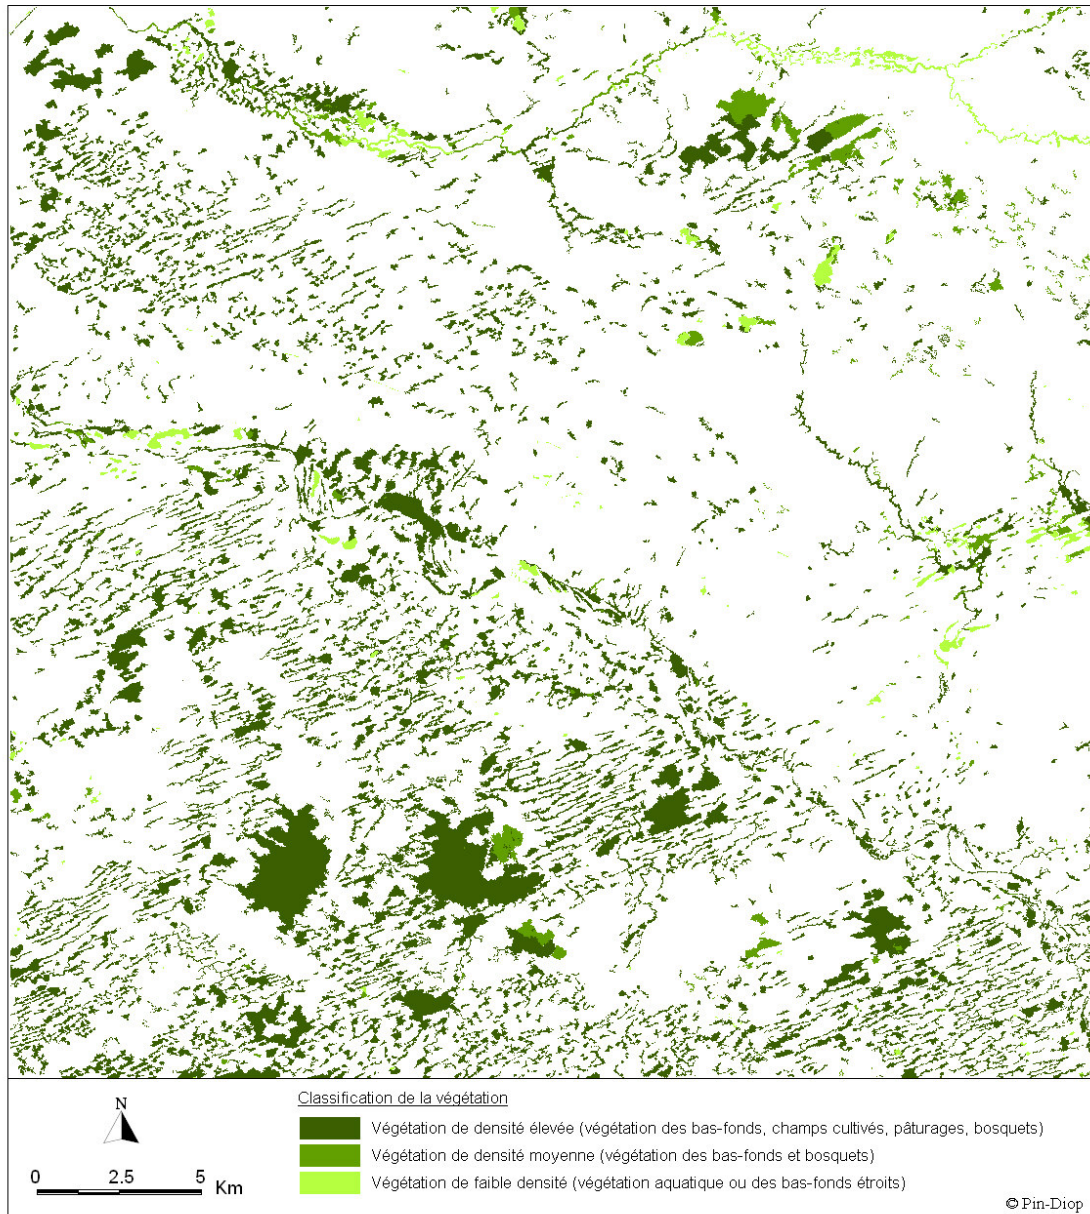 Classification de la végétation
N
Végétation de densité élevée (végétation des bas-fonds, champs cultivés, pâturages, bosquets)
Végétation de densité moyenne (végétation des bas-fonds et bosquets)
0 2.5 5 Km
Végétation de faible densité (végétation aquatique ou des bas-fonds étroits)
© Pin-Diop